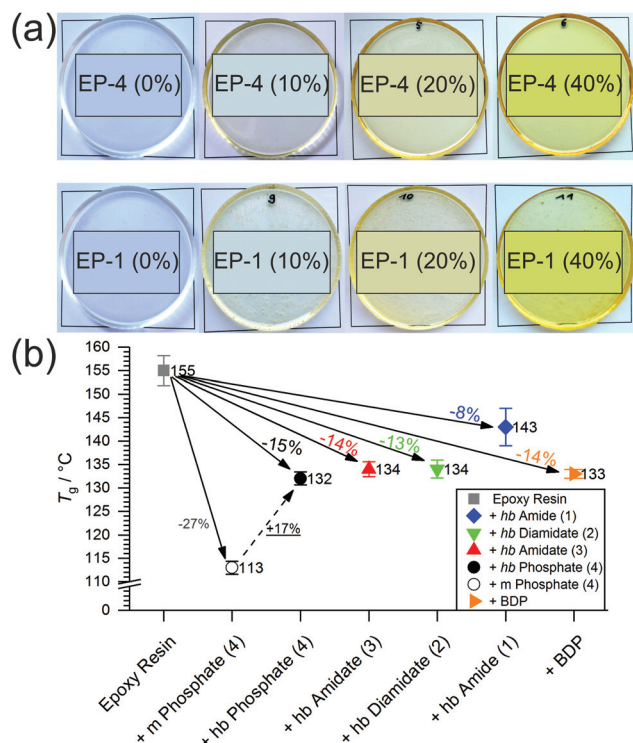 (a)
5
6
EP-4 (0%)
EP-4 (10%)
EP-4 (20%)
EP-4 (40%)
9
10
11
EP-1 (0%)
EP-1 (10%)
EP-1 (20%)
EP-1 (40%)
(b)
160
155
150
145
140
135
130
120
110
0
Tg / °C
155
-8%
143
-13%
-14%
-15%
-14%
132
134
134
133
-27%
+17%
113
Epoxy Resin
+ hb Amide (1)
+ hb Diamidate (2)
+ hb Amidate (3)
+ hb Phosphate (4)
+ m Phosphate (4)
+ BDP
Epoxy Resin
+ m Phosphate (4)
+ hb Phosphate (4)
+ hb Amidate (3)
+ hb Diamidate (2)
+ hb Amide (1)
+ BDP